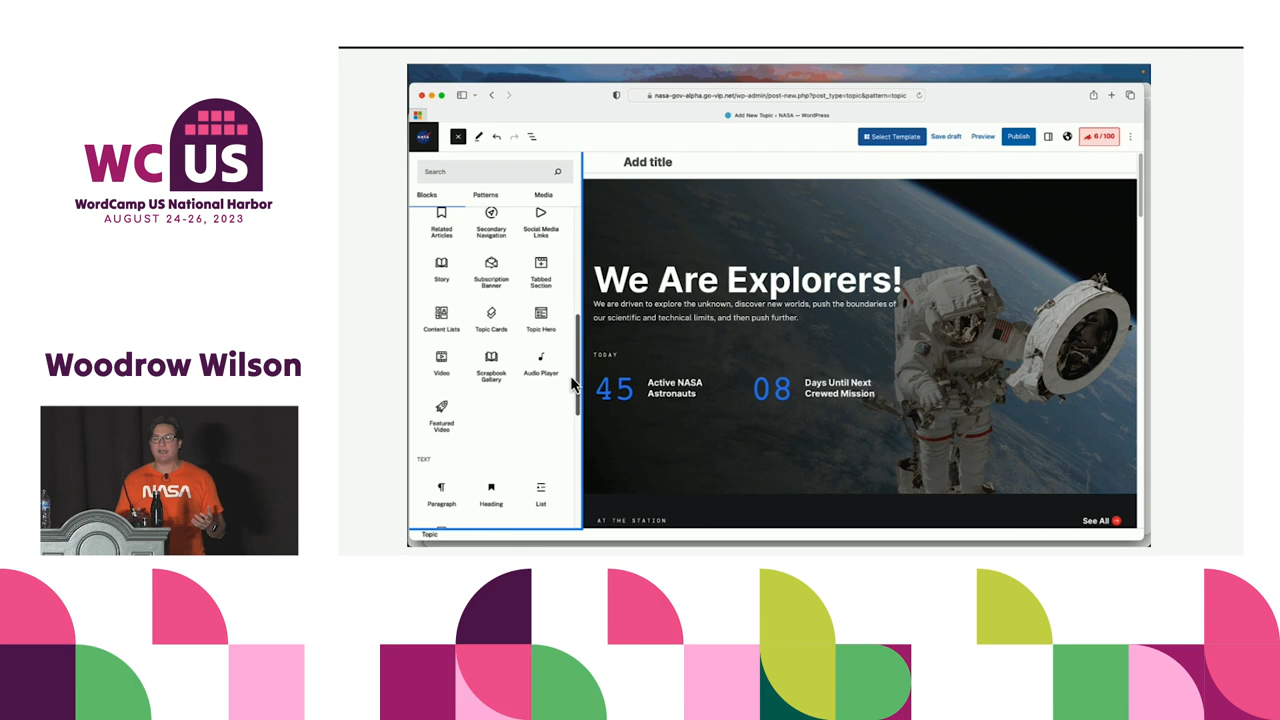 WC US
WordCamp US National Harbor
AUGUST 24-26, 2023
Woodrow Wilson
NASA
nasa-gov-alpha.go-vip.net/wp-admin/post-new.php?post_type=topic&pattern=topic
Add New Topic ‹ NASA — WordPress
Select Template
Save draft
Preview
Publish
6 / 100
Search
Blocks
Patterns
Media
Related
Articles
Secondary
Navigation
Social Media
Links
Story
Subscription
Banner
Tabbed
Section
Content Lists
Topic Cards
Topic Hero
Video
Scrapbook
Gallery
Audio Player
Featured
Video
TEXT
Paragraph
Heading
List
Topic
Add title
We Are Explorers!
We are driven to explore the unknown, discover new worlds, push the boundaries of
our scientific and technical limits, and then push further.
TODAY
45
Active NASA
Astronauts
08
Days Until Next
Crewed Mission
AT THE STATION
See All